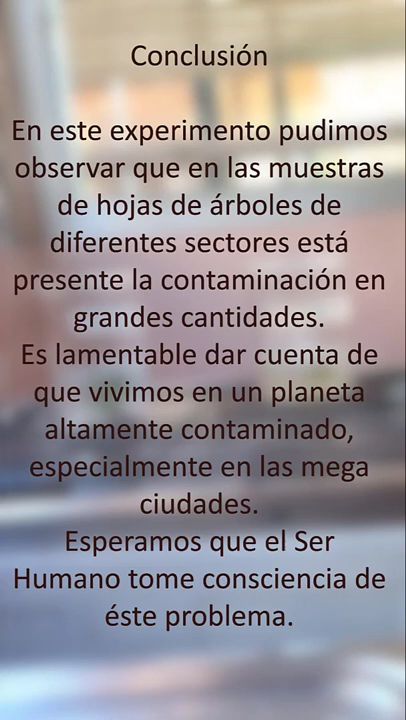 Conclusión
En este experimento pudimos
observar que en las muestras
de hojas de árboles de
diferentes sectores está
presente la contaminación en
grandes cantidades.
Es lamentable dar cuenta de
que vivimos en un planeta
altamente contaminado,
especialmente en las mega
ciudades.
Esperamos que el Ser
Humano tome consciencia de
éste problema.